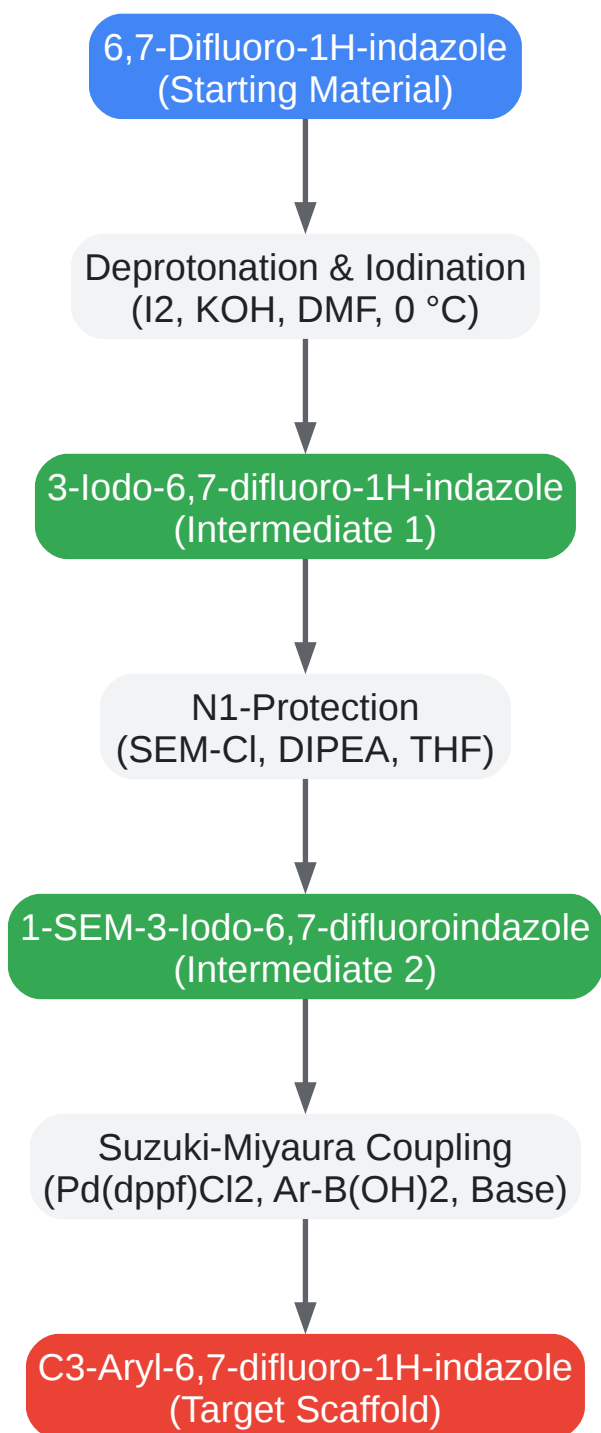 6,7-Difluoro-1H-indazole
(Starting Material)
Deprotonation & Iodination
(I2, KOH, DMF, 0 °C)
3-Iodo-6,7-difluoro-1H-indazole
(Intermediate 1)
N1-Protection
(SEM-Cl, DIPEA, THF)
1-SEM-3-Iodo-6,7-difluoroindazole
(Intermediate 2)
Suzuki-Miyaura Coupling
(Pd(dppf)Cl2, Ar-B(OH)2, Base)
C3-Aryl-6,7-difluoro-1H-indazole
(Target Scaffold)